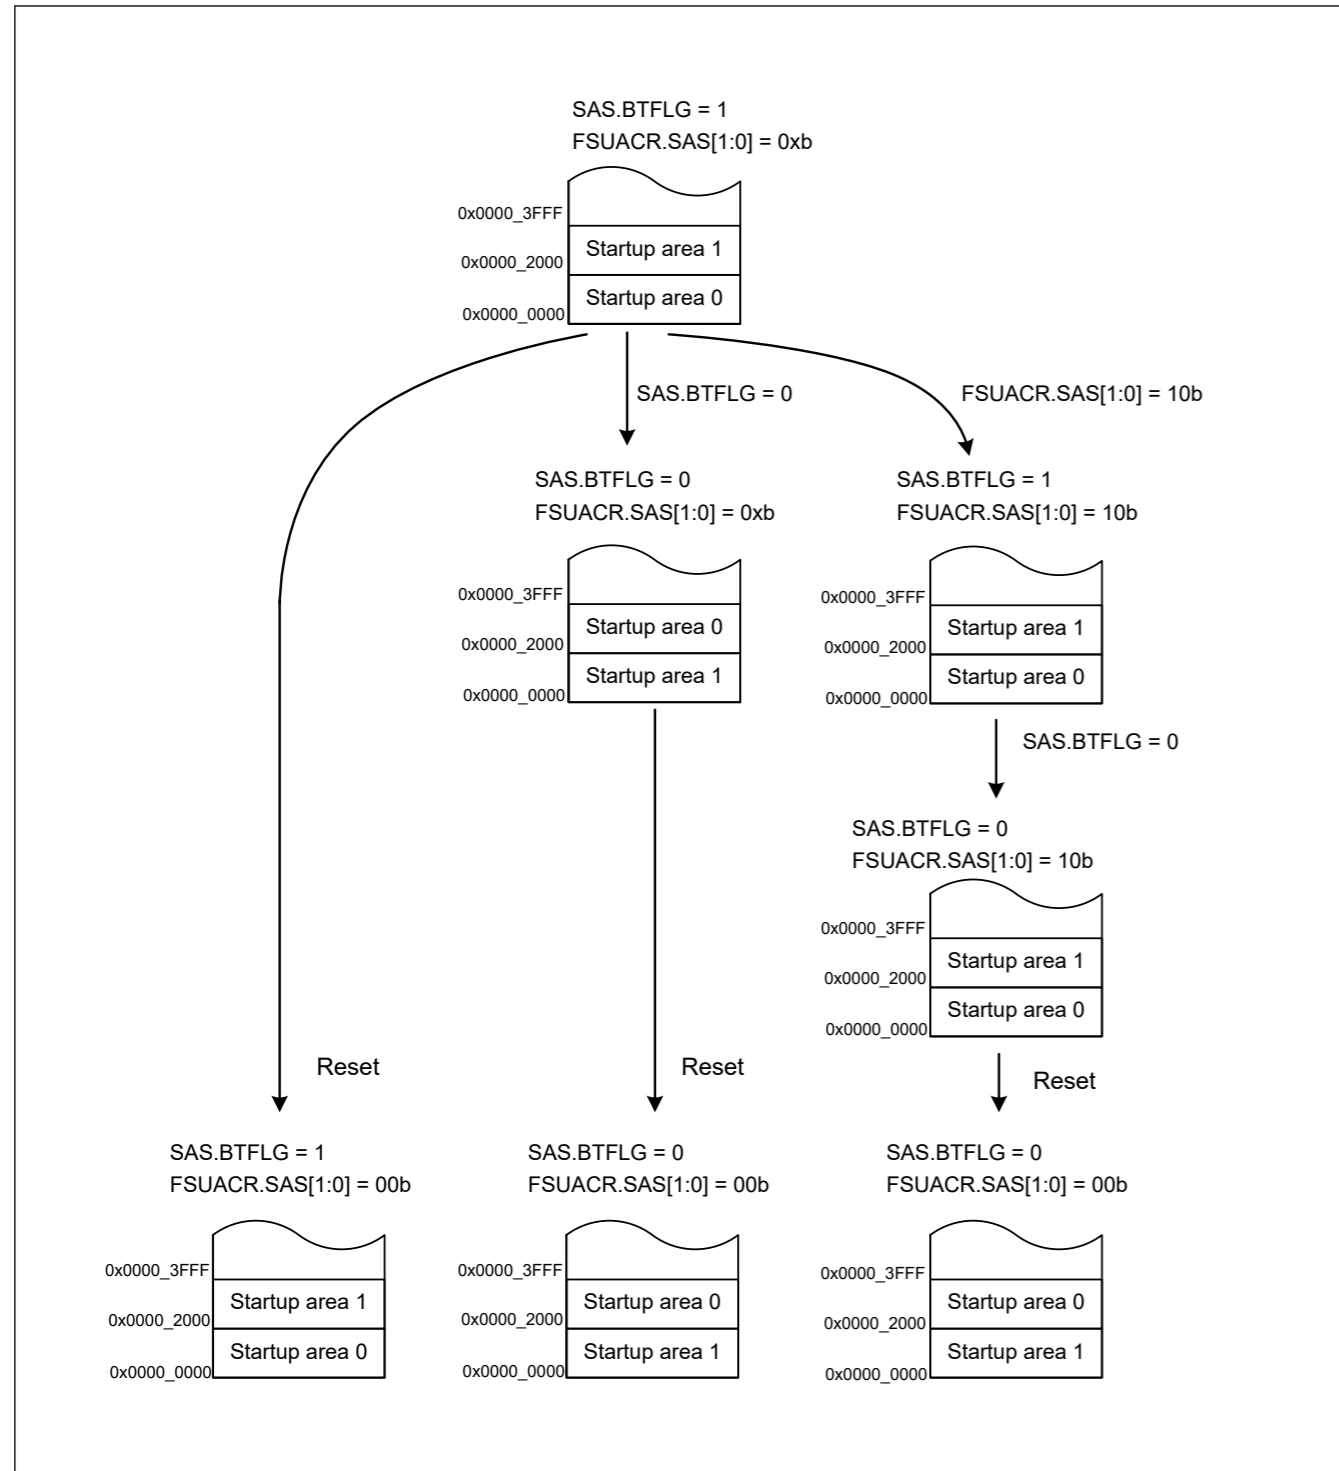 SAS.BTFLG = 1
FSUACR.SAS[1:0] = 0xb
0x0000_3FFF
Startup area 1
0x0000_2000
Startup area 0
0x0000_0000
SAS.BTFLG = 0
FSUACR.SAS[1:0] = 10b
SAS.BTFLG = 0
FSUACR.SAS[1:0] = 0xb
0x0000_3FFF
Startup area 0
0x0000_2000
Startup area 1
0x0000_0000
SAS.BTFLG = 1
FSUACR.SAS[1:0] = 10b
0x0000_3FFF
Startup area 1
0x0000_2000
Startup area 0
0x0000_0000
SAS.BTFLG = 0
SAS.BTFLG = 0
FSUACR.SAS[1:0] = 10b
0x0000_3FFF
Startup area 1
0x0000_2000
Startup area 0
0x0000_0000
Reset
Reset
Reset
SAS.BTFLG = 1
FSUACR.SAS[1:0] = 00b
0x0000_3FFF
Startup area 1
0x0000_2000
Startup area 0
0x0000_0000
SAS.BTFLG = 0
FSUACR.SAS[1:0] = 00b
0x0000_3FFF
Startup area 0
0x0000_2000
Startup area 1
0x0000_0000
SAS.BTFLG = 0
FSUACR.SAS[1:0] = 00b
0x0000_3FFF
Startup area 0
0x0000_2000
Startup area 1
0x0000_0000